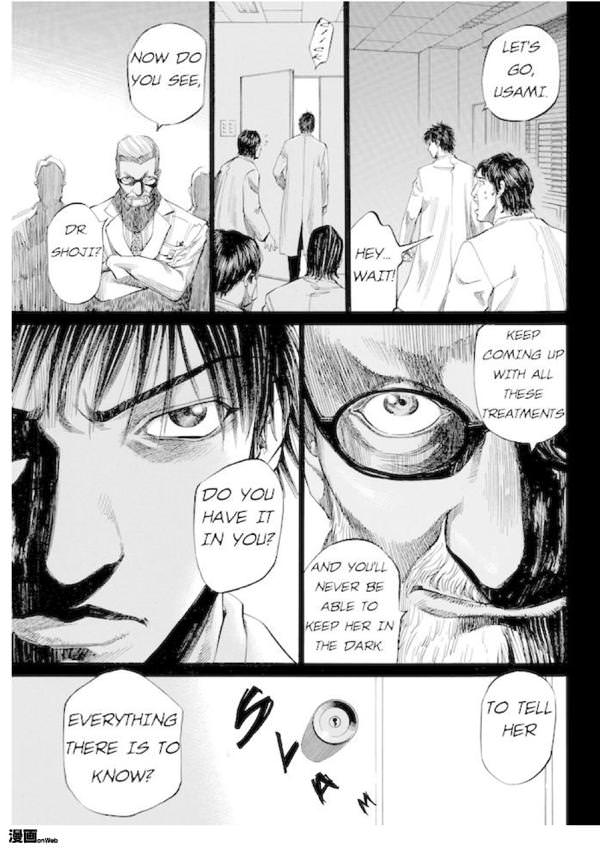 LET'S
GO,
USAMI.
HEY...
WAIT!
NOW DO
YOU SEE,
DR
SHOJI?
KEEP
COMING UP
WITH ALL
THESE
TREATMENTS
AND YOU'LL
NEVER BE
ABLE TO
KEEP HER IN
THE DARK.
DO YOU
HAVE IT
IN YOU?
TO TELL
HER
SLAM
EVERYTHING
THERE IS TO
KNOW?
漫画onWeb